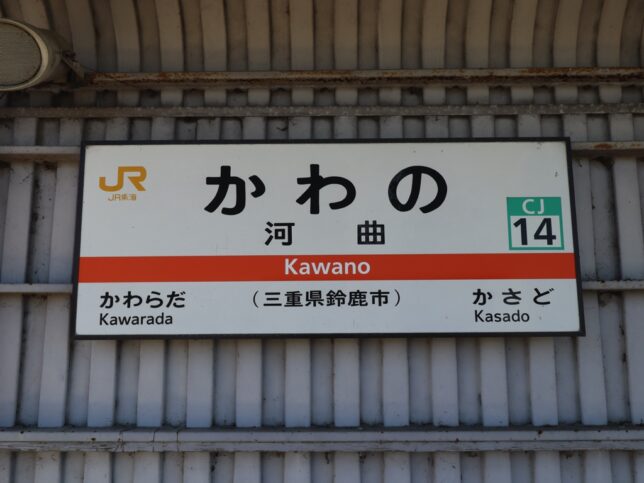 JR
JR東海
かわの
河曲
CJ
14
Kawano
かわらだ
Kawarada
（三重県鈴鹿市）
かさど
Kasado